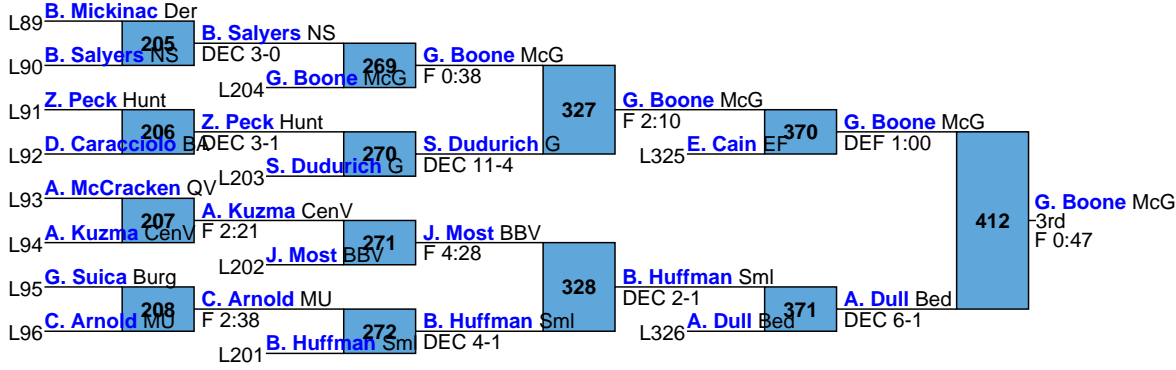 L89 B. Mickinac Der
205
B. Salyers NS
DEC 3-0
L90 B. Salyers NS
269
G. Boone McG
F 0:38
L204 G. Boone McG
L91 Z. Peck Hunt
206
Z. Peck Hunt
DEC 3-1
L92 D. Caracciolo BA
270
S. Dudurich G
DEC 11-4
L203 S. Dudurich G
327
G. Boone McG
F 2:10
L325 E. Cain EF
370
G. Boone McG
DEF 1:00
L93 A. McCracken QV
207
A. Kuzma CenV
F 2:21
L94 A. Kuzma CenV
271
J. Most BBV
F 4:28
L202 J. Most BBV
L95 G. Suica Burg
208
C. Arnold MU
F 2:38
L96 C. Arnold MU
272
B. Huffman Sml
DEC 4-1
L201 B. Huffman Sml
328
B. Huffman Sml
DEC 2-1
L326 A. Dull Bed
371
A. Dull Bed
DEC 6-1
412
G. Boone McG
3rd
F 0:47